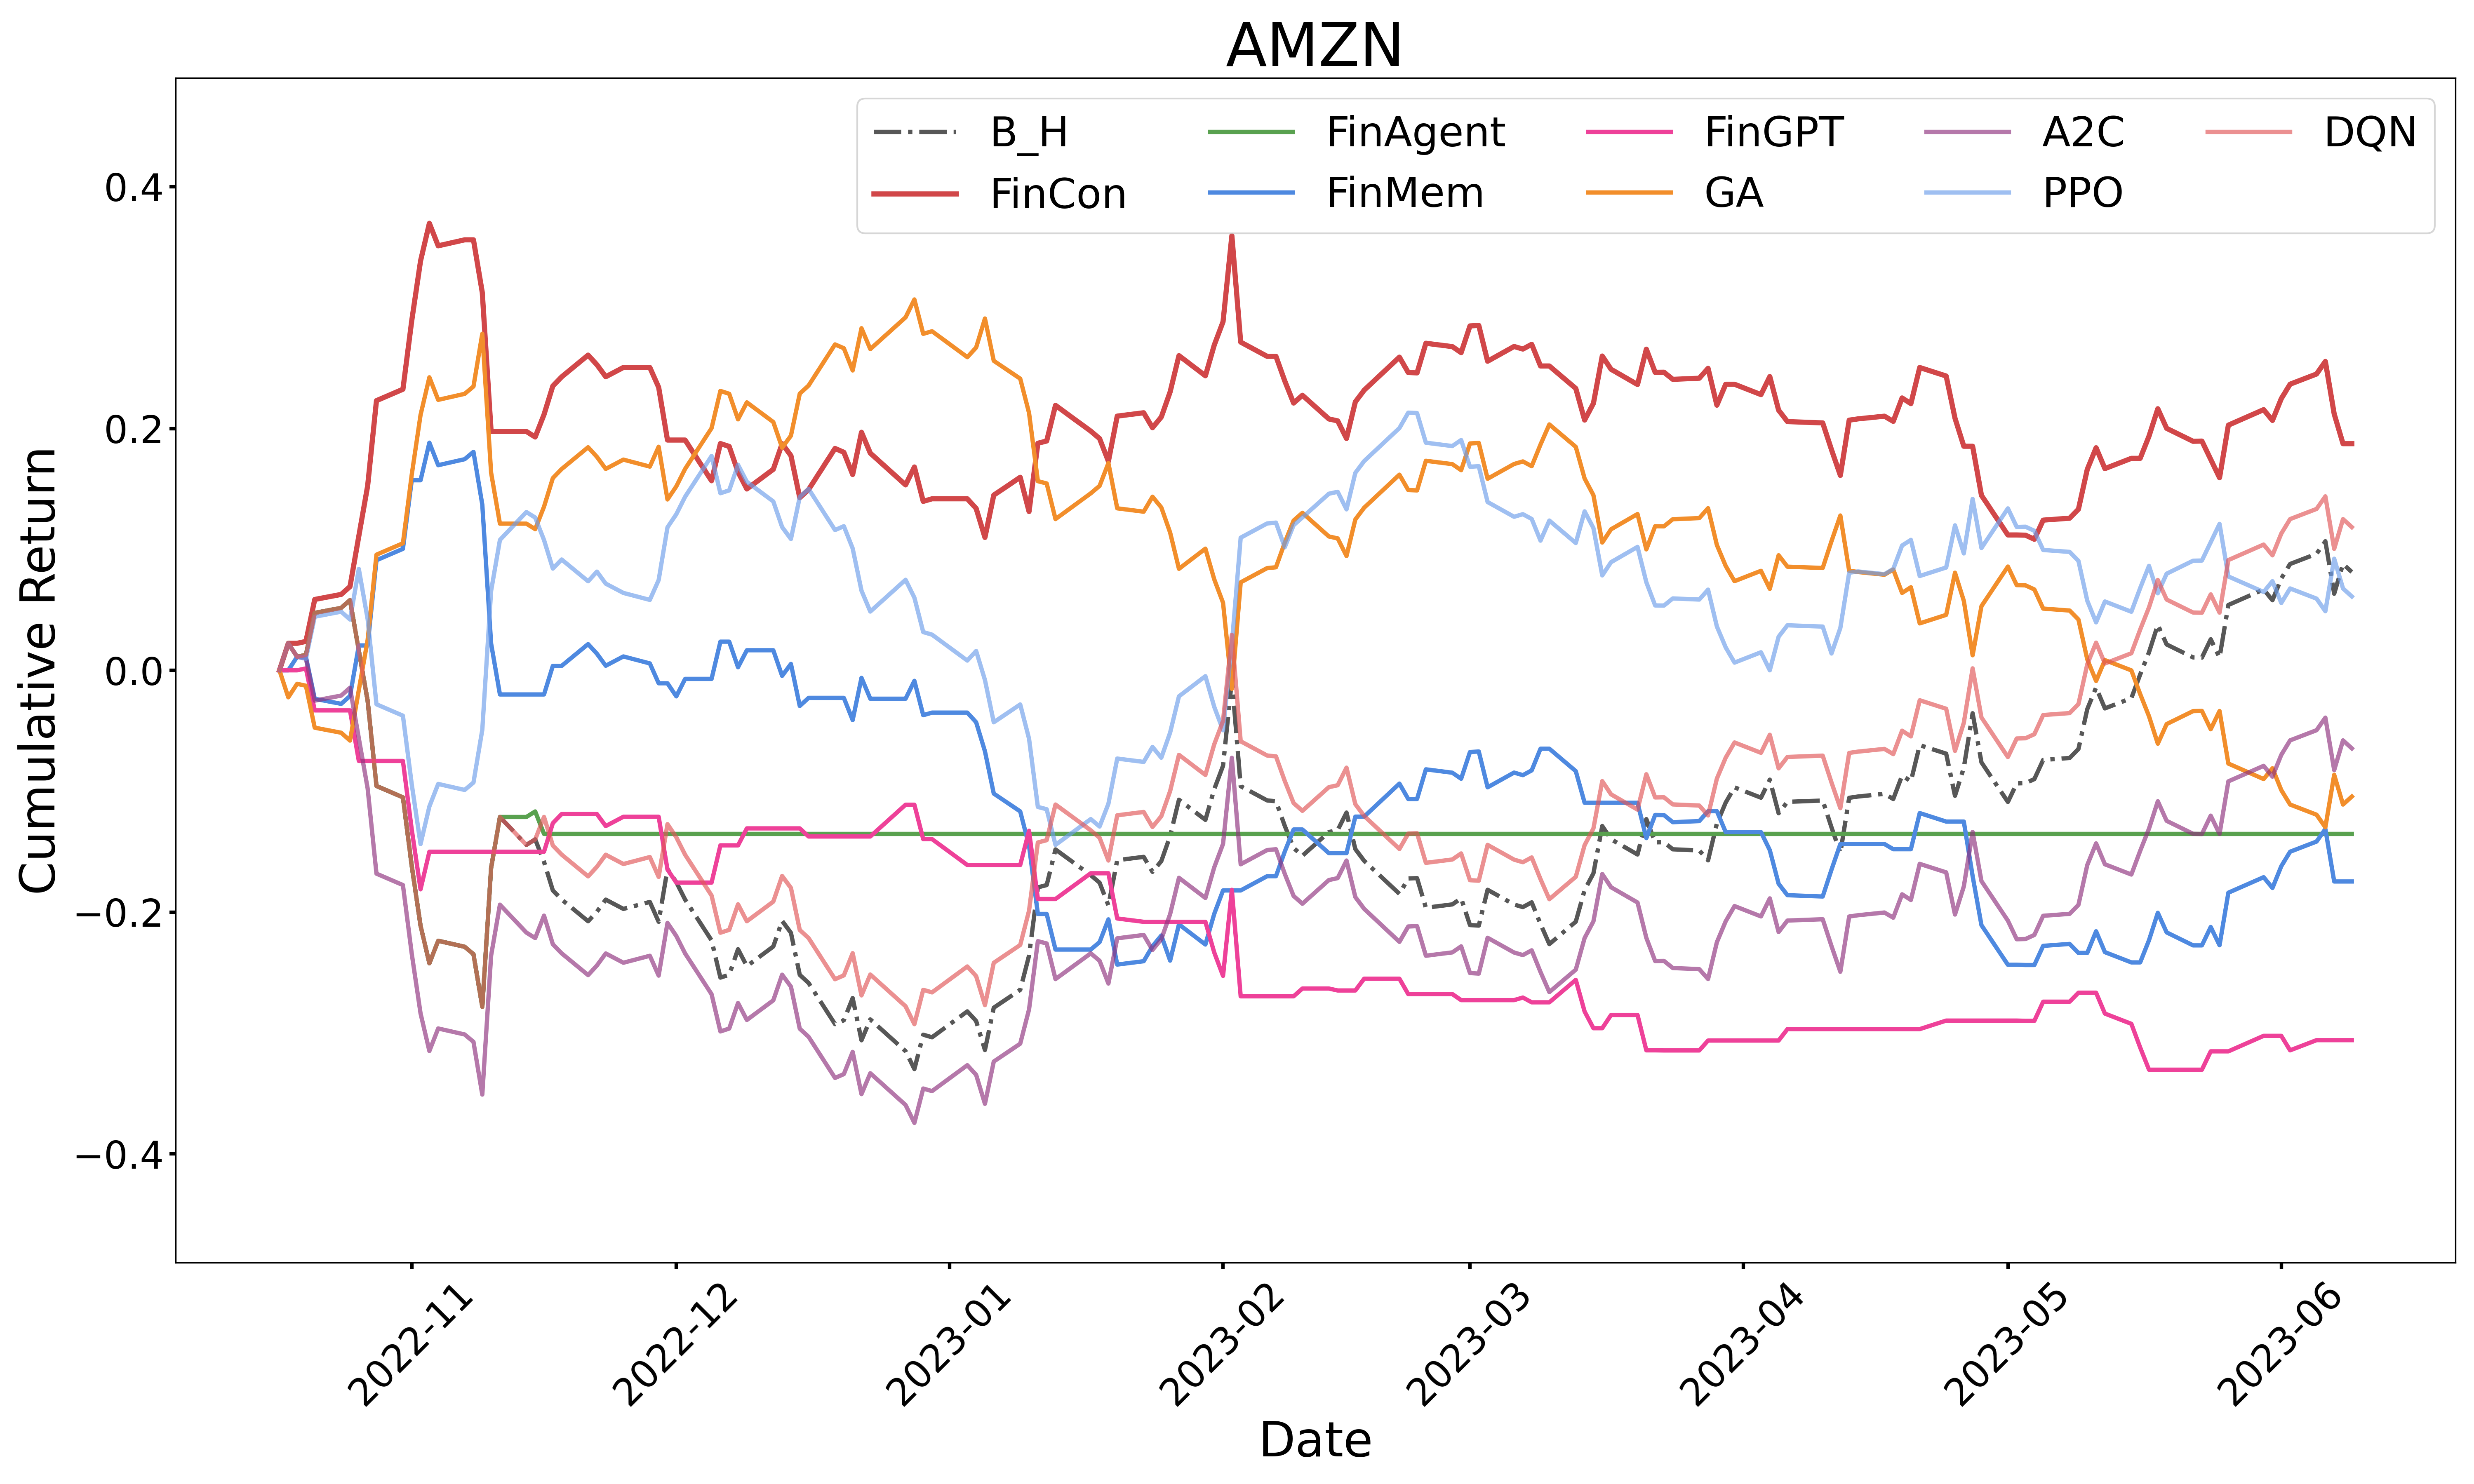 AMZN
B_H FinAgent FinGPT A2C DQN
FinCon FinMem GA PPO
Cumulative Return
0.4
0.2
0.0
−0.2
−0.4
2022-11 2022-12 2023-01 2023-02 2023-03 2023-04 2023-05 2023-06
Date